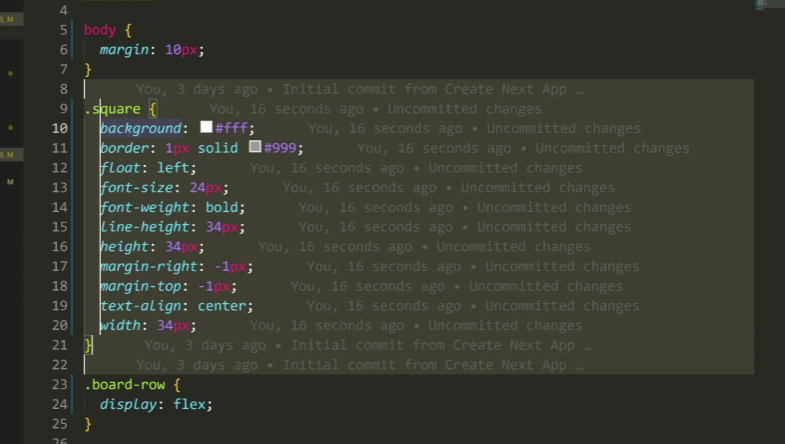 4
3, M
5 body {
6 margin: 10px;
7 }
8 You, 3 days ago • Initial commit from Create Next App …
9 .square { You, 16 seconds ago • Uncommitted changes
10 background: #fff; You, 16 seconds ago • Uncommitted changes
11 border: 1px solid #999; You, 16 seconds ago • Uncommitted changes
3, M
12 float: left; You, 16 seconds ago • Uncommitted changes
13 font-size: 24px; You, 16 seconds ago • Uncommitted changes
M
14 font-weight: bold; You, 16 seconds ago • Uncommitted changes
15 line-height: 34px; You, 16 seconds ago • Uncommitted changes
16 height: 34px; You, 16 seconds ago • Uncommitted changes
17 margin-right: -1px; You, 16 seconds ago • Uncommitted changes
18 margin-top: -1px; You, 16 seconds ago • Uncommitted changes
19 text-align: center; You, 16 seconds ago • Uncommitted changes
20 width: 34px; You, 16 seconds ago • Uncommitted changes
21 } You, 3 days ago • Initial commit from Create Next App …
22 You, 3 days ago • Initial commit from Create Next App …
23 .board-row {
24 display: flex;
25 }
26